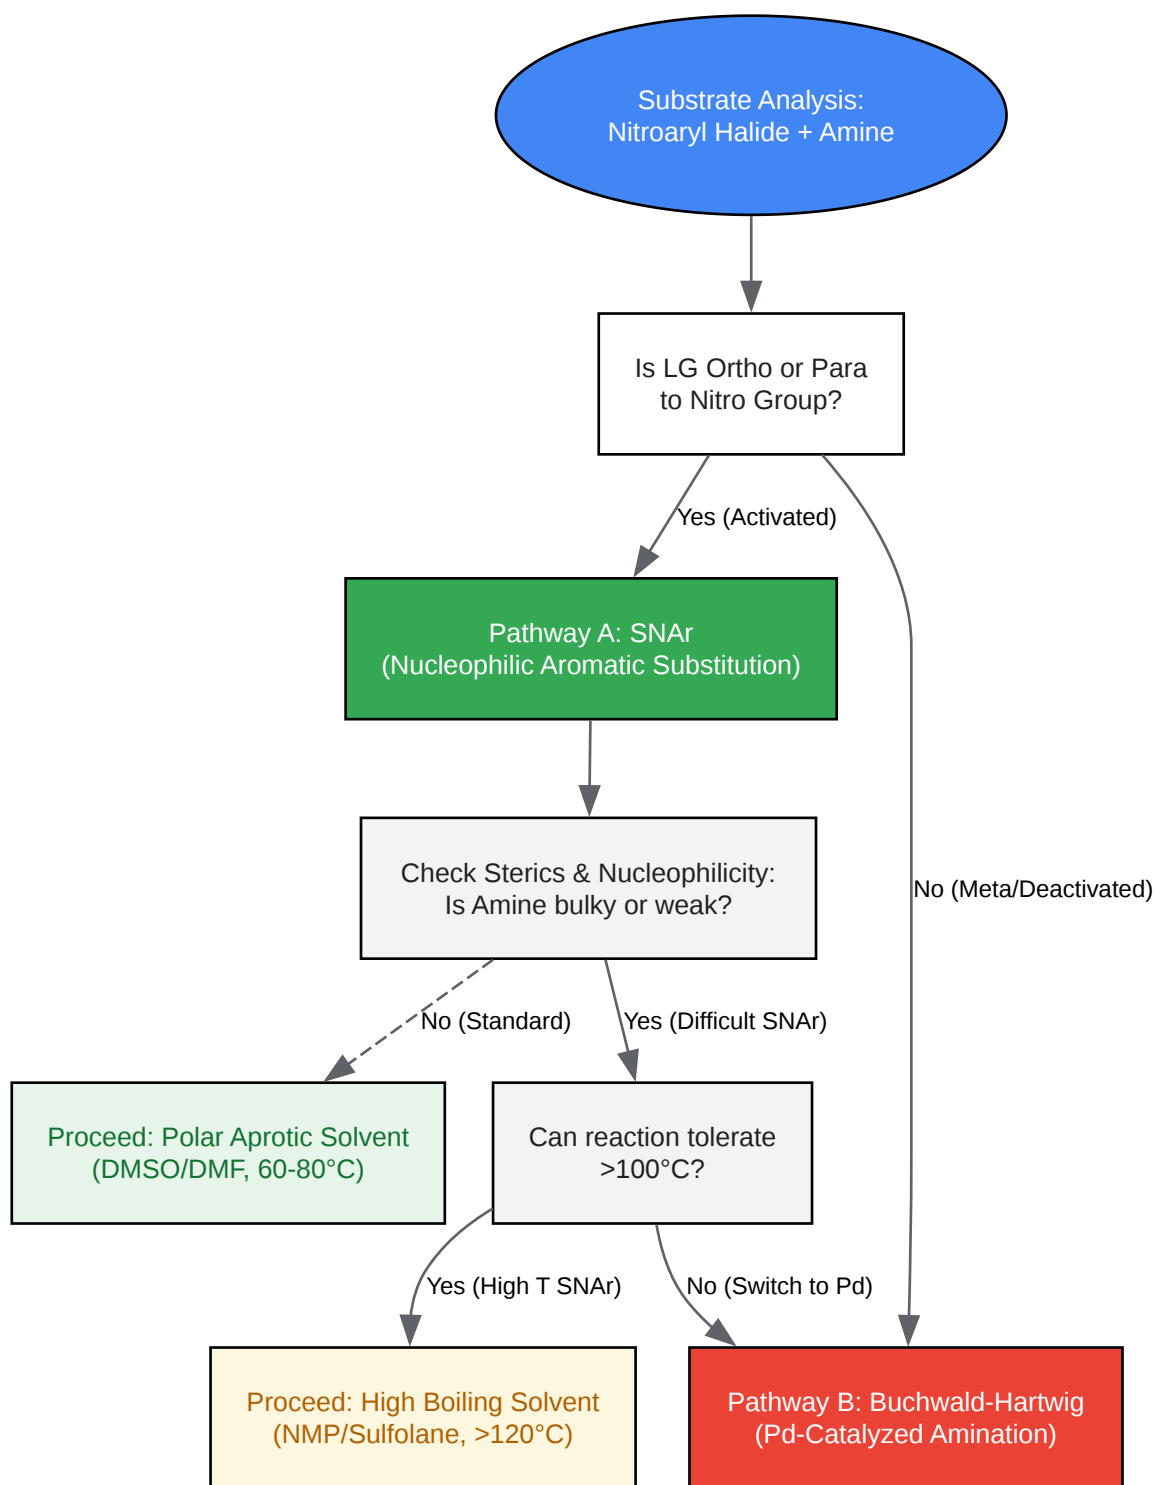 Substrate Analysis:
Nitroaryl Halide + Amine
Is LG Ortho or Para
to Nitro Group?
Yes (Activated)
Pathway A: SNAr
(Nucleophilic Aromatic Substitution)
Check Sterics & Nucleophilicity:
Is Amine bulky or weak?
No (Meta/Deactivated)
No (Standard)
Yes (Difficult SNAr)
Proceed: Polar Aprotic Solvent
(DMSO/DMF, 60-80°C)
Can reaction tolerate
>100°C?
Yes (High T SNAr)
No (Switch to Pd)
Proceed: High Boiling Solvent
(NMP/Sulfolane, >120°C)
Pathway B: Buchwald-Hartwig
(Pd-Catalyzed Amination)